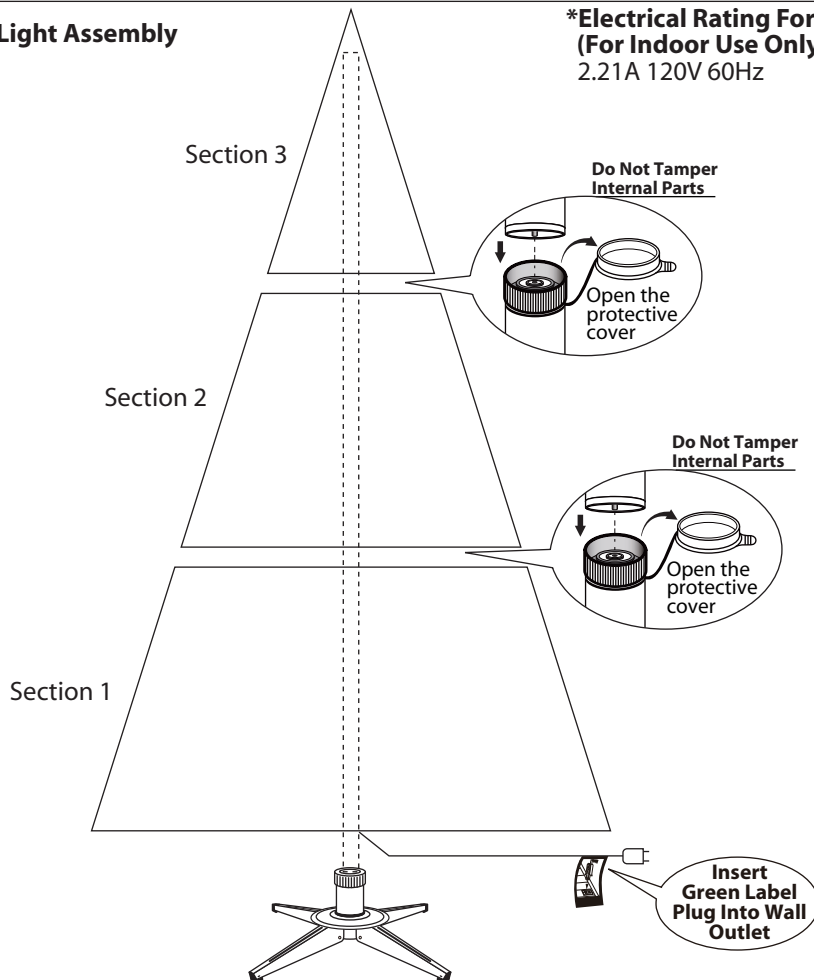 Light Assembly
*Electrical Rating For
(For Indoor Use Only
2.21A 120V 60Hz
Section 3
Do Not Tamper
Internal Parts
Open the
protective
cover
Section 2
Do Not Tamper
Internal Parts
Open the
protective
cover
Section 1
Insert
Green Label
Plug Into Wall
Outlet